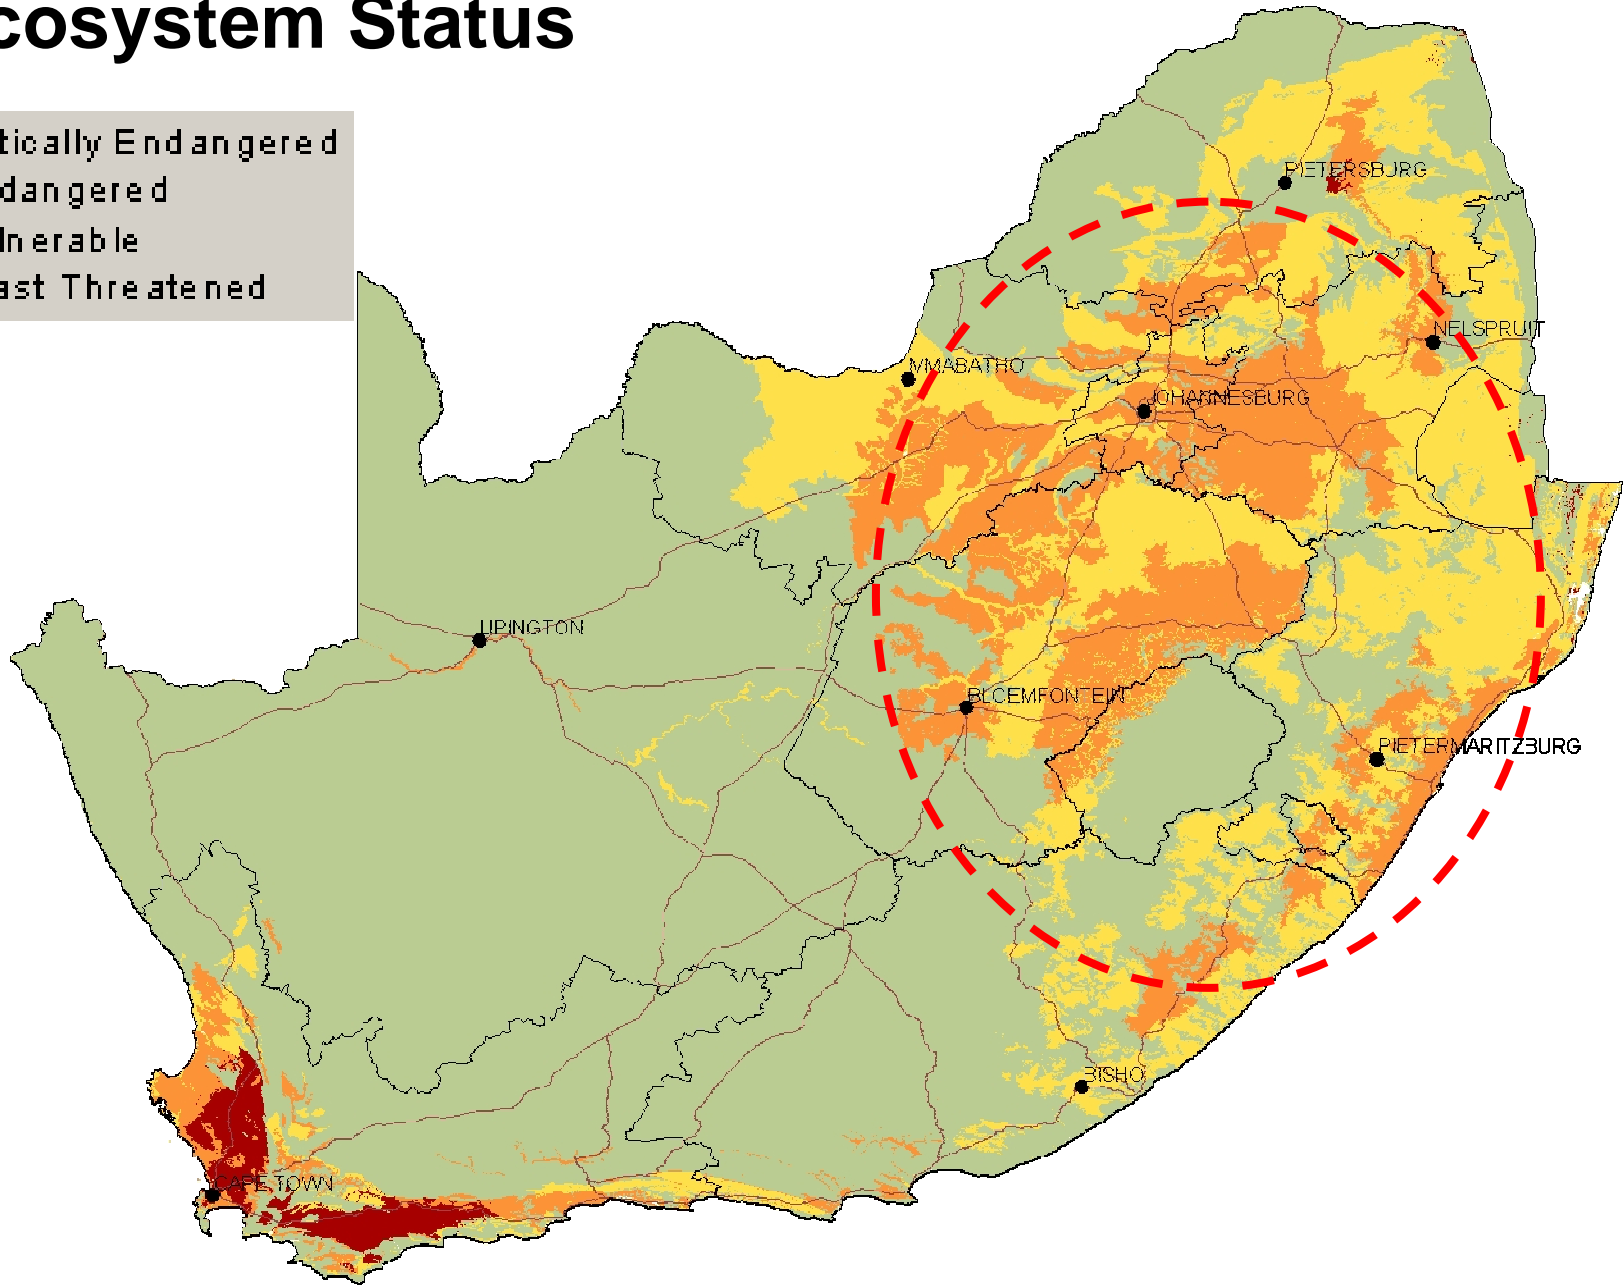 cosystem Status
tically Endangered
dangered
lnerable
ast Threatened
PIETERSBURG
NELSPRUIT
MMABATHO
JOHANNESBURG
UPINGTON
BLOEMFONTEIN
PIETERMARITZBURG
BISHO
CAPE TOWN